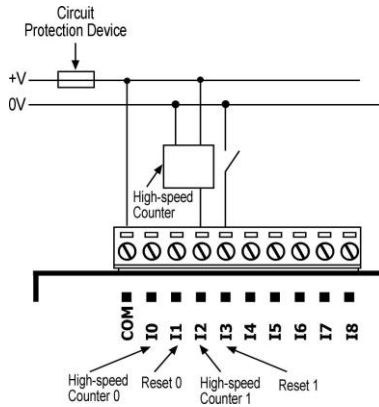 Circuit
Protection Device
+V
0V
High-speed
Counter
COM
I0
I1
I2
I3
I4
I5
I6
I7
I8
High-speed
Counter 0
Reset 0
High-speed
Counter 1
Reset 1